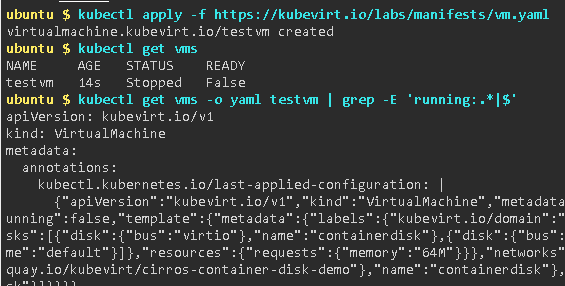 ubuntu $ kubectl apply -f https://kubevirt.io/labs/manifests/vm.yaml
virtualmachine.kubevirt.io/testvm created
ubuntu $ kubectl get vms
NAME AGE STATUS READY
testvm 14s Stopped False
ubuntu $ kubectl get vms -o yaml testvm | grep -E 'running:.*|$'
apiVersion: kubevirt.io/v1
kind: VirtualMachine
metadata:
annotations:
kubectl.kubernetes.io/last-applied-configuration: |
{"apiVersion":"kubevirt.io/v1","kind":"VirtualMachine","metadata
unning":false,"template":{"metadata":{"labels":{"kubevirt.io/domain":"
sks":[{"disk":{"bus":"virtio"},"name":"containerdisk"},{"disk":{"bus":
me":"default"}]},"resources":{"requests":{"memory":"64M"}}},"networks"
quay.io/kubevirt/cirros-container-disk-demo"},"name":"containerdisk"},